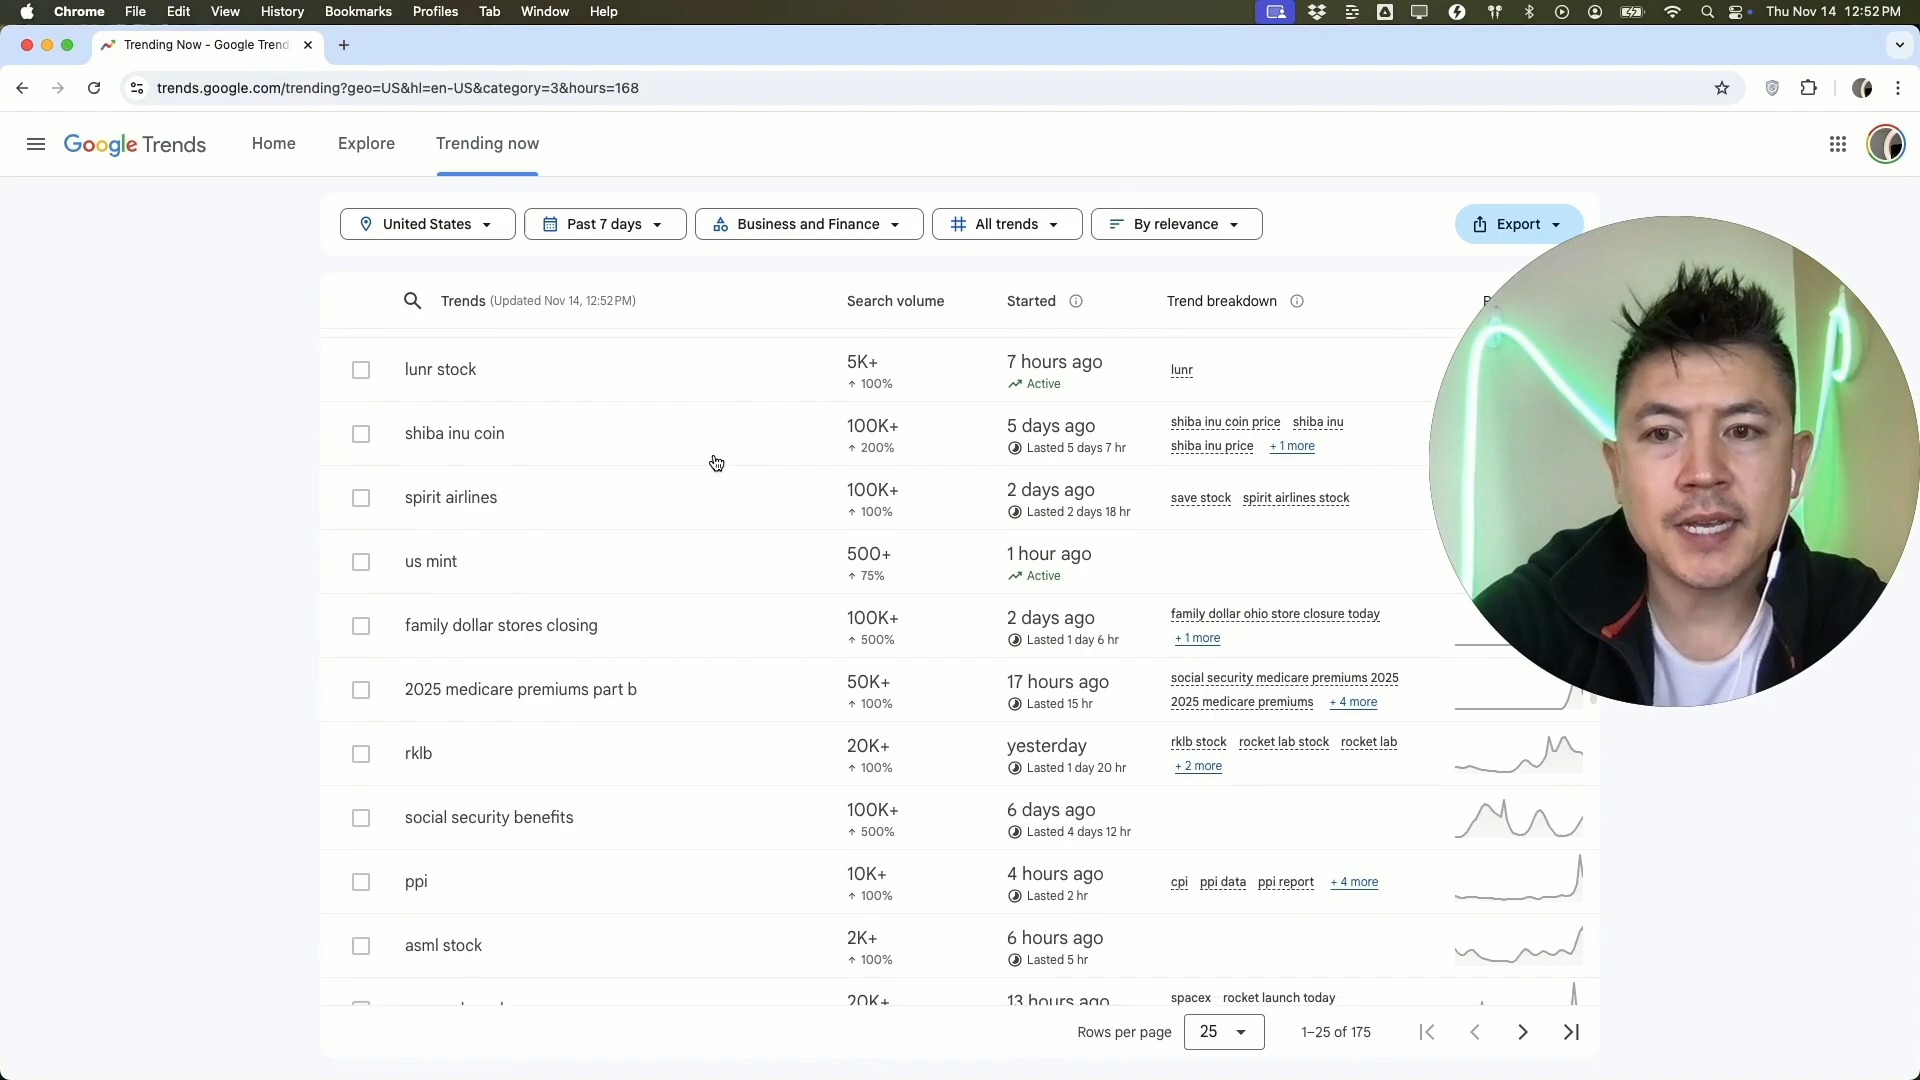 Chrome File Edit View History Bookmarks Profiles Tab Window Help Thu Nov 14 12:52 PM
Trending Now - Google Trend
trends.google.com/trending?geo=US&hl=en-US&category=3&hours=168
Google Trends Home Explore Trending now
United States Past 7 days Business and Finance All trends By relevance Export
Trends (Updated Nov 14, 12:52 PM) Search volume Started Trend breakdown
lunr stock 5K+ 7 hours ago lunr
100% Active
shiba inu coin 100K+ 5 days ago shiba inu coin price shiba inu
200% Lasted 5 days 7 hr shiba inu price + 1 more
spirit airlines 100K+ 2 days ago save stock spirit airlines stock
100% Lasted 2 days 18 hr
us mint 500+ 1 hour ago
75% Active
family dollar stores closing 100K+ 2 days ago family dollar ohio store closure today
500% Lasted 1 day 6 hr + 1 more
2025 medicare premiums part b 50K+ 17 hours ago social security medicare premiums 2025
100% Lasted 15 hr 2025 medicare premiums + 4 more
rklb 20K+ yesterday rklb stock rocket lab stock rocket lab
100% Lasted 1 day 20 hr + 2 more
social security benefits 100K+ 6 days ago
500% Lasted 4 days 12 hr
ppi 10K+ 4 hours ago cpi ppi data ppi report + 4 more
100% Lasted 2 hr
asml stock 2K+ 6 hours ago
100% Lasted 5 hr
20K+ 13 hours ago spacex rocket launch today
Rows per page 25 1–25 of 175